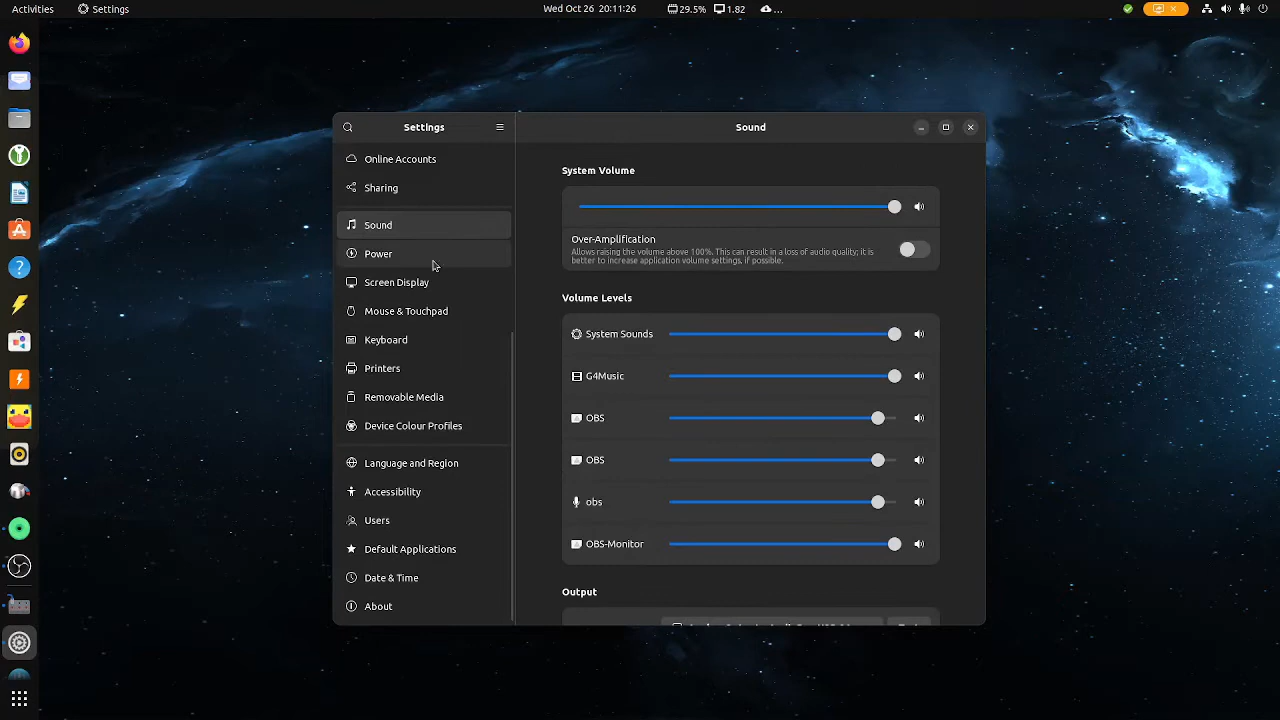 Activities
Settings
Wed Oct 26 20:11:26
29.5%
1.82
...
Settings
Sound
Online Accounts
Sharing
Sound
Power
Screen Display
Mouse & Touchpad
Keyboard
Printers
Removable Media
Device Colour Profiles
Language and Region
Accessibility
Users
Default Applications
Date & Time
About
System Volume
Over-Amplification
Allows raising the volume above 100%. This can result in a loss of audio quality; it is
better to increase application volume settings, if possible.
Volume Levels
System Sounds
G4Music
OBS
OBS
obs
OBS-Monitor
Output